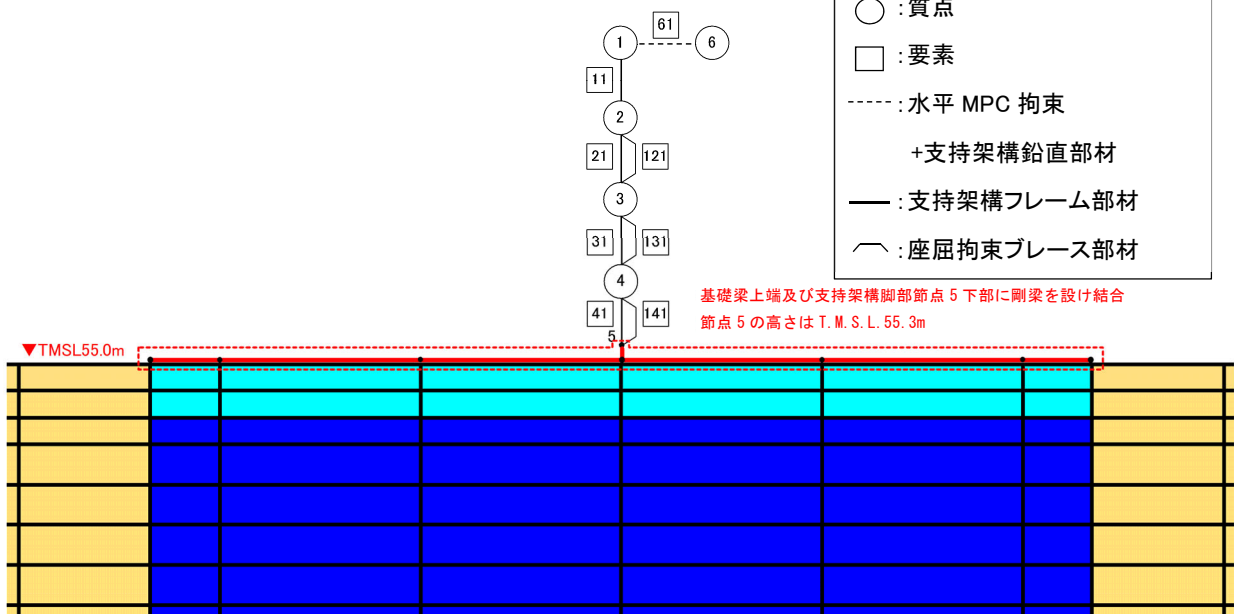 61
1
6
11
2
21
121
3
31
131
4
41
141
5
：質点
：要素
：水平 MPC 拘束
+支持架構鉛直部材
：支持架構フレーム部材
：座屈拘束ブレース部材
基礎梁上端及び支持架構脚部節点 5 下部に剛梁を設け結合
節点 5 の高さは T.M.S.L.55.3m
▼TMSL55.0m